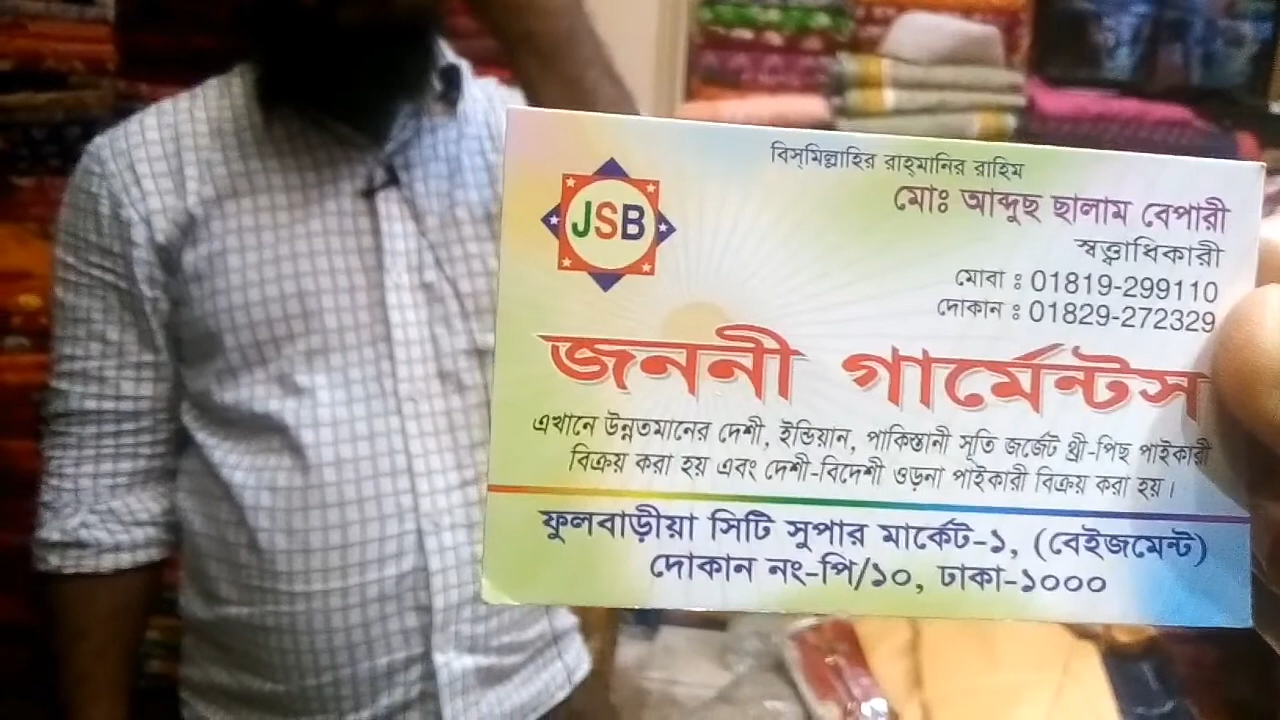 বিস্‌মিল্লাহির রাহ্‌মানির রাহিম
JSB
মোঃ আব্দুছ ছালাম বেপারী
স্বত্ত্বাধিকারী
মোবা : 01819-299110
দোকান : 01829-272329
জননী গার্মেন্টস
এখানে উন্নতমানের দেশী, ইন্ডিয়ান, পাকিস্তানী সূতি জর্জেট থ্রী-পিছ পাইকারী
বিক্রয় করা হয় এবং দেশী-বিদেশী ওড়না পাইকারী বিক্রয় করা হয়।
ফুলবাড়ীয়া সিটি সুপার মার্কেট-১, (বেইজমেন্ট)
দোকান নং-পি/১০, ঢাকা-১০০০